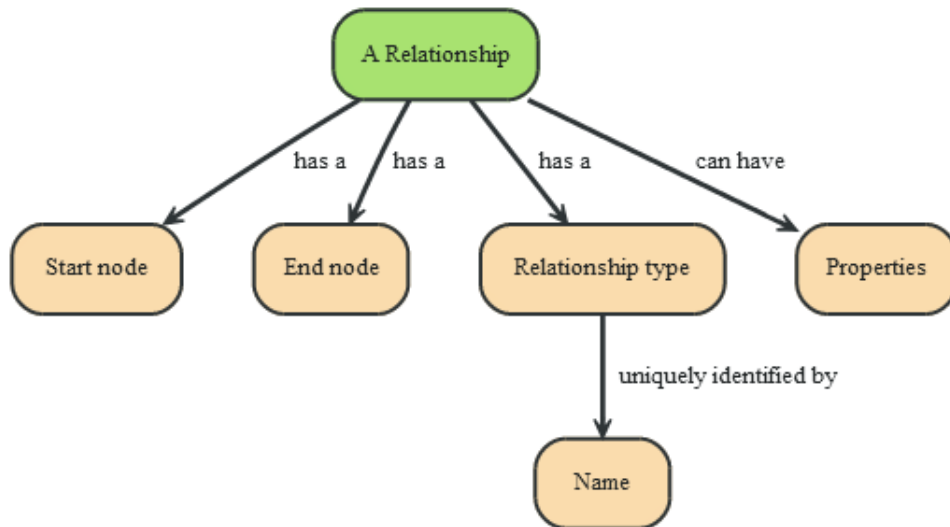 A Relationship
has a
has a
has a
can have
Start node
End node
Relationship type
Properties
uniquely identified by
Name